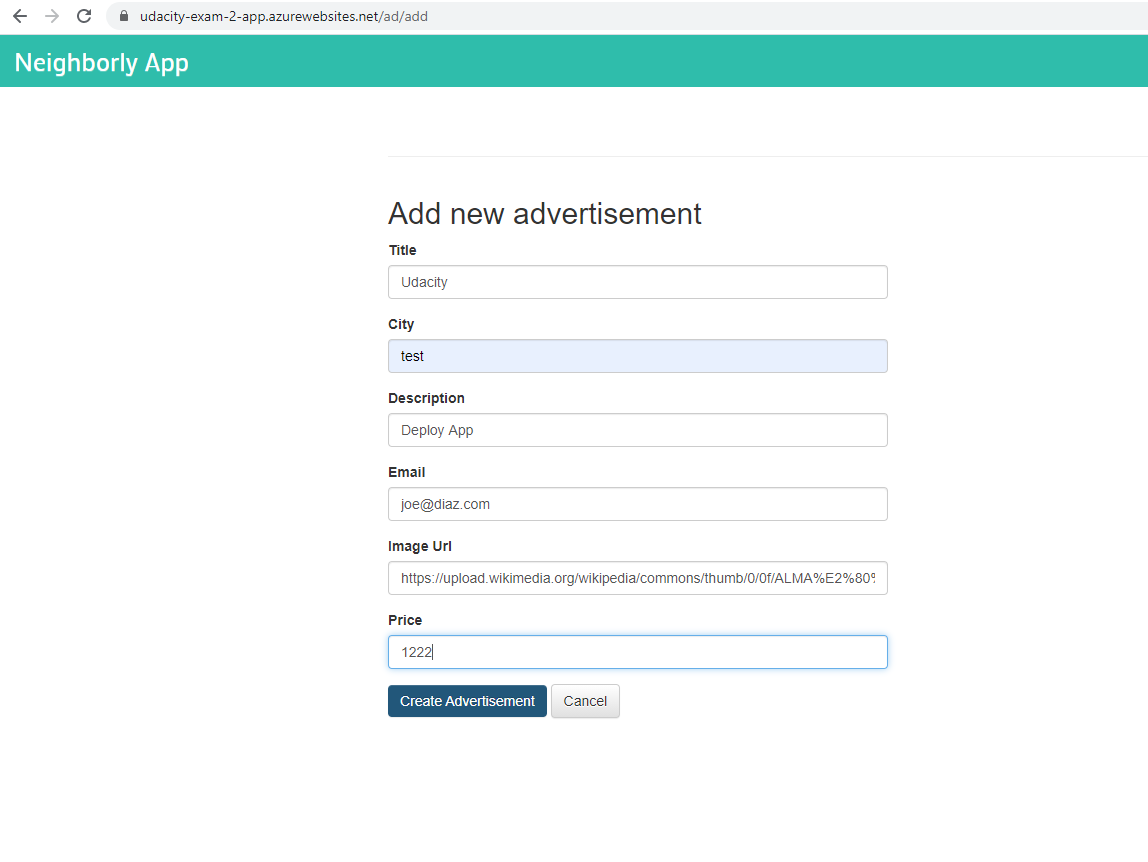 udacity-exam-2-app.azurewebsites.net/ad/add
Neighborly App
Add new advertisement
Title
Udacity
City
test
Description
Deploy App
Email
joe@diaz.com
Image Url
https://upload.wikimedia.org/wikipedia/commons/thumb/0/0f/ALMA%E2%80%
Price
1222
Create Advertisement Cancel